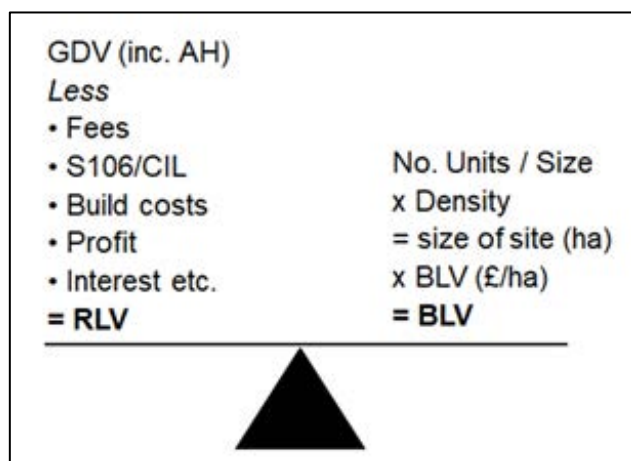 GDV (inc. AH)
Less
• Fees
• S106/CIL
• Build costs
• Profit
• Interest etc.
= RLV
No. Units / Size
x Density
= size of site (ha)
x BLV (£/ha)
= BLV